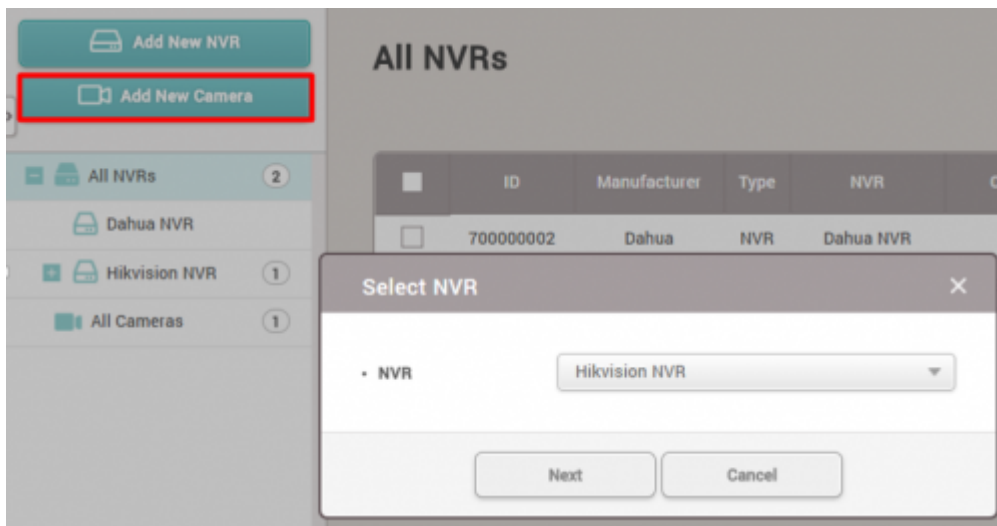 Add New NVR
Add New Camera
All NVRs 2
Dahua NVR
Hikvision NVR 1
All Cameras 1
All NVRs
ID Manufacturer Type NVR
700000002 Dahua NVR Dahua NVR
Select NVR
• NVR Hikvision NVR
Next Cancel